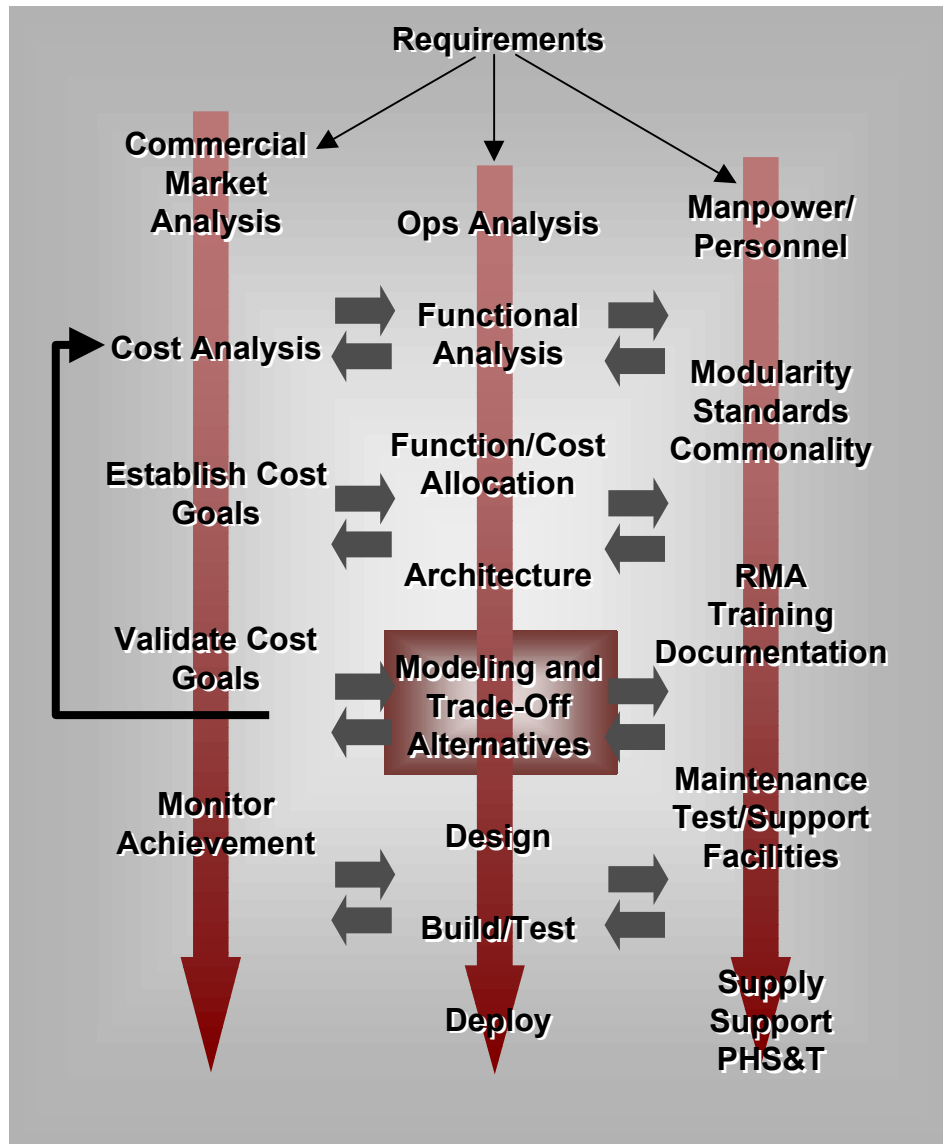 Requirements
Commercial
Market
Analysis
Cost Analysis
Establish Cost
Goals
Validate Cost
Goals
Monitor
Achievement
Ops Analysis
Functional
Analysis
Function/Cost
Allocation
Architecture
Modeling and
Trade-Off
Alternatives
Design
Build/Test
Deploy
Manpower/
Personnel
Modularity
Standards
Commonality
RMA
Training
Documentation
Maintenance
Test/Support
Facilities
Supply
Support
PHS&T